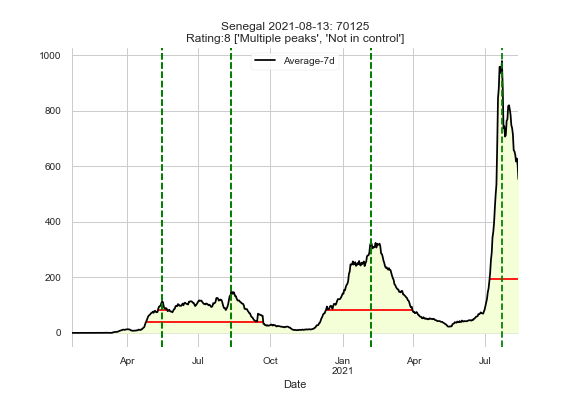 Senegal 2021-08-13: 70125
Rating:8 ['Multiple peaks', 'Not in control']
Average-7d
1000
800
600
400
200
0
Apr Jul Oct Jan Apr Jul
2021
Date